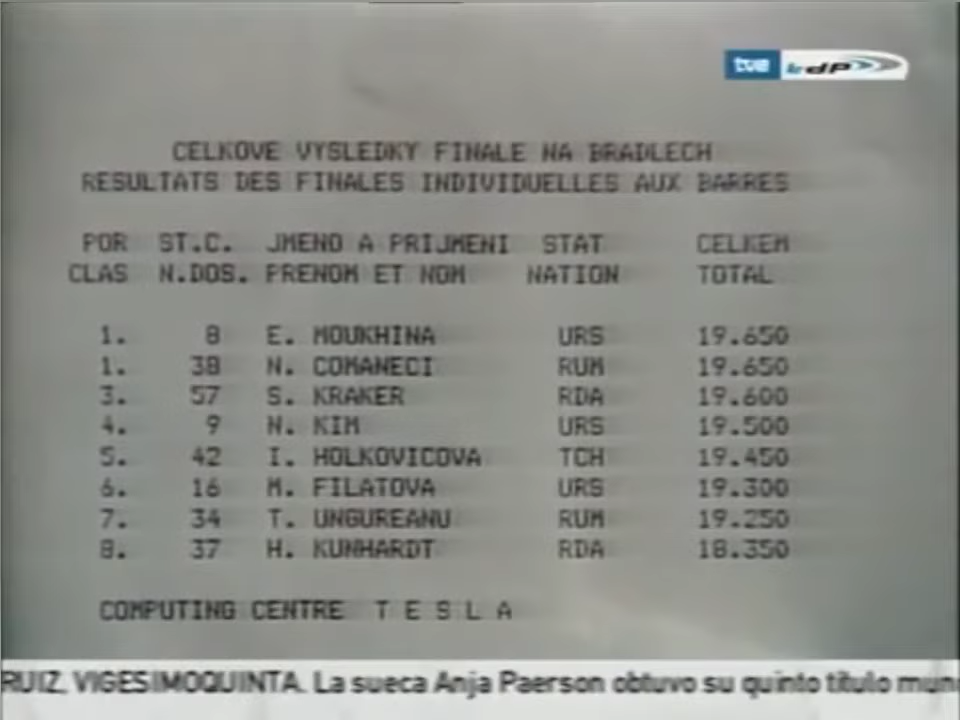 tve tdp
CELKOVE VYSLEDKY FINALE NA BRADLECH
RESULTATS DES FINALES INDIVIDUELLES AUX BARRES
POR ST.C. JMENO A PRIJMENI STAT CELKEM
CLAS N.DOS. PRENOM ET NOM NATION TOTAL
1. 8 E. MOUKHINA URS 19.650
1. 38 N. COMANECI RUM 19.650
3. 57 S. KRAKER RDA 19.600
4. 9 N. KIM URS 19.500
5. 42 I. HOLKOVICOVA TCH 19.450
6. 16 M. FILATOVA URS 19.300
7. 34 T. UNGUREANU RUM 19.250
8. 37 H. KUNHARDT RDA 18.350
COMPUTING CENTRE T E S L A
RUIZ, VIGESIMOQUINTA. La sueca Anja Paerson obtuvo su quinto título mun